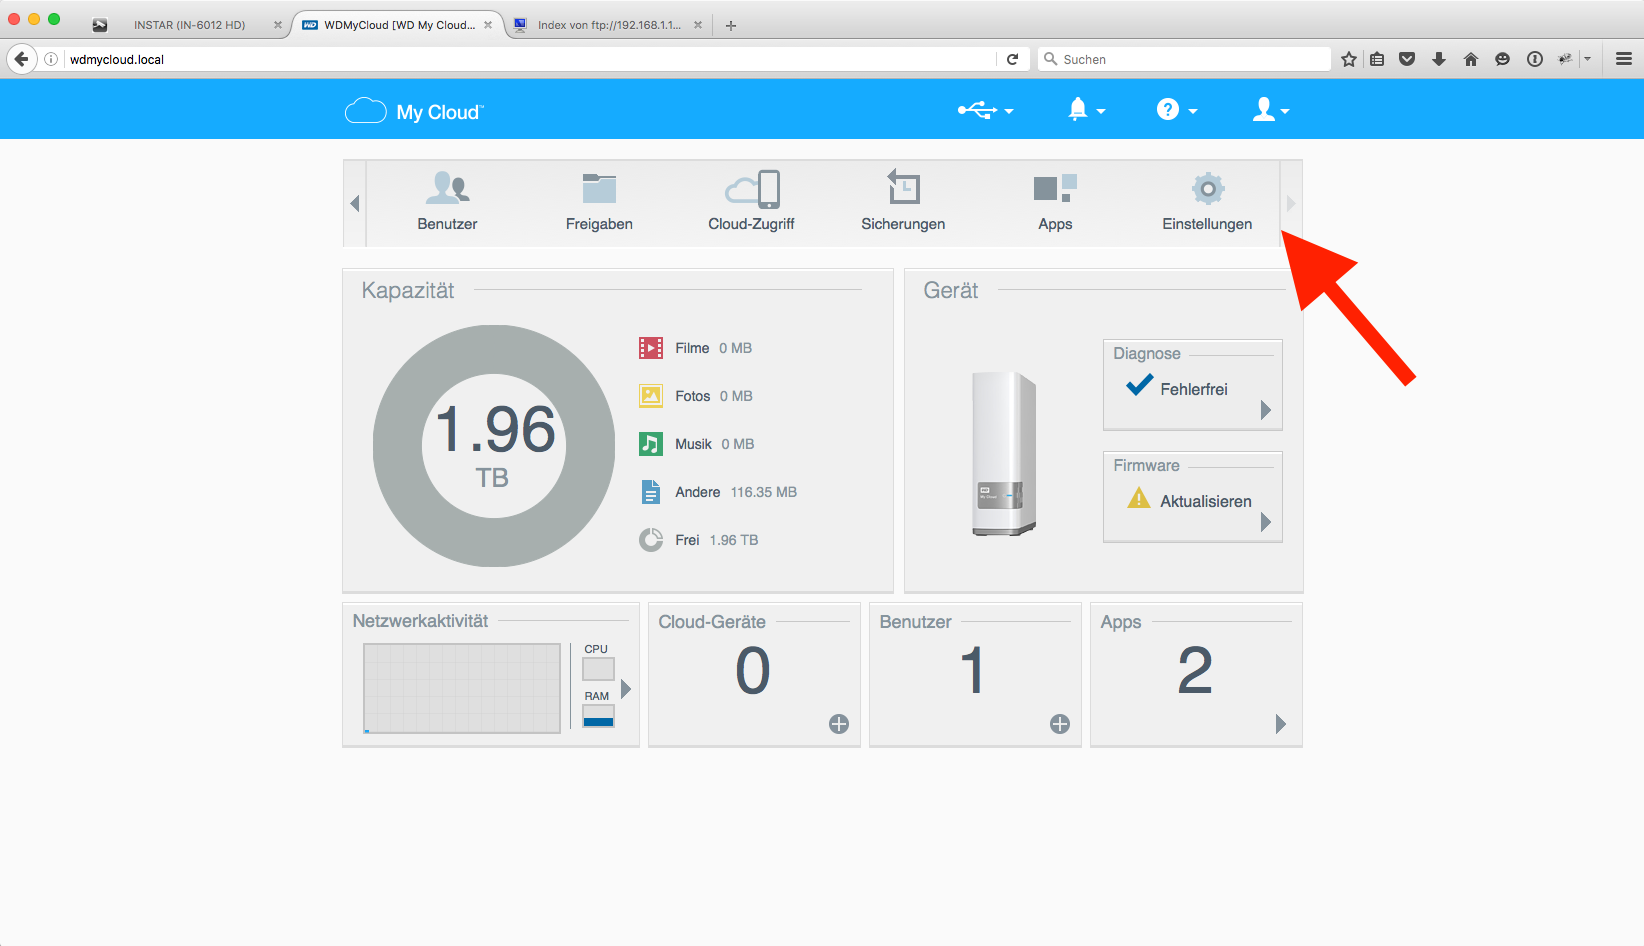 INSTAR (IN-6012 HD)
WDMyCloud [WD My Cloud...
Index von ftp://192.168.1.1...
wdmycloud.local
Suchen
My Cloud™
Benutzer
Freigaben
Cloud-Zugriff
Sicherungen
Apps
Einstellungen
Kapazität
1.96
TB
Filme 0 MB
Fotos 0 MB
Musik 0 MB
Andere 116.35 MB
Frei 1.96 TB
Gerät
WD
My Cloud
Diagnose
Fehlerfrei
Firmware
Aktualisieren
Netzwerkaktivität
CPU
RAM
Cloud-Geräte
0
Benutzer
1
Apps
2